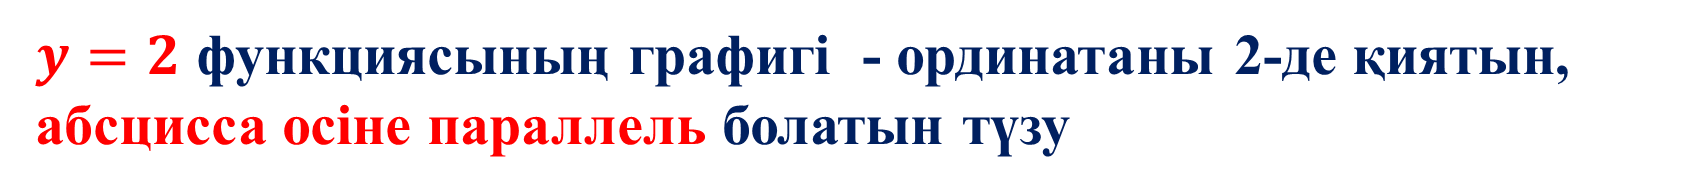 y = 2 функциясының графигі - ординатаны 2-де қиятын,
абсцисса осіне параллель болатын түзу